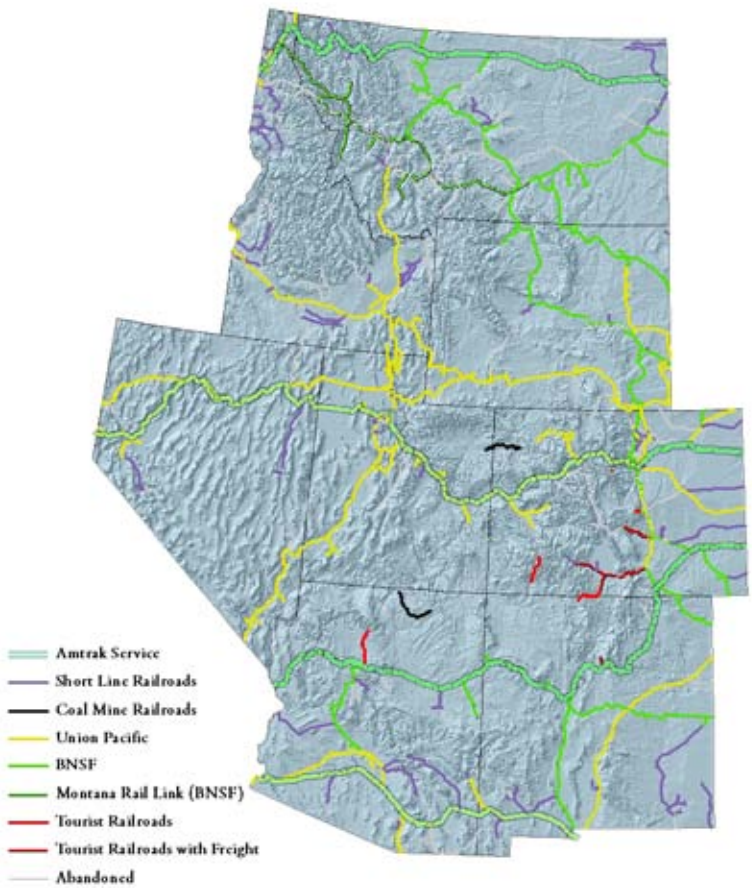 Amtrak Service
Short Line Railroads
Coal Mine Railroads
Union Pacific
BNSF
Montana Rail Link (BNSF)
Tourist Railroads
Tourist Railroads with Freight
Abandoned